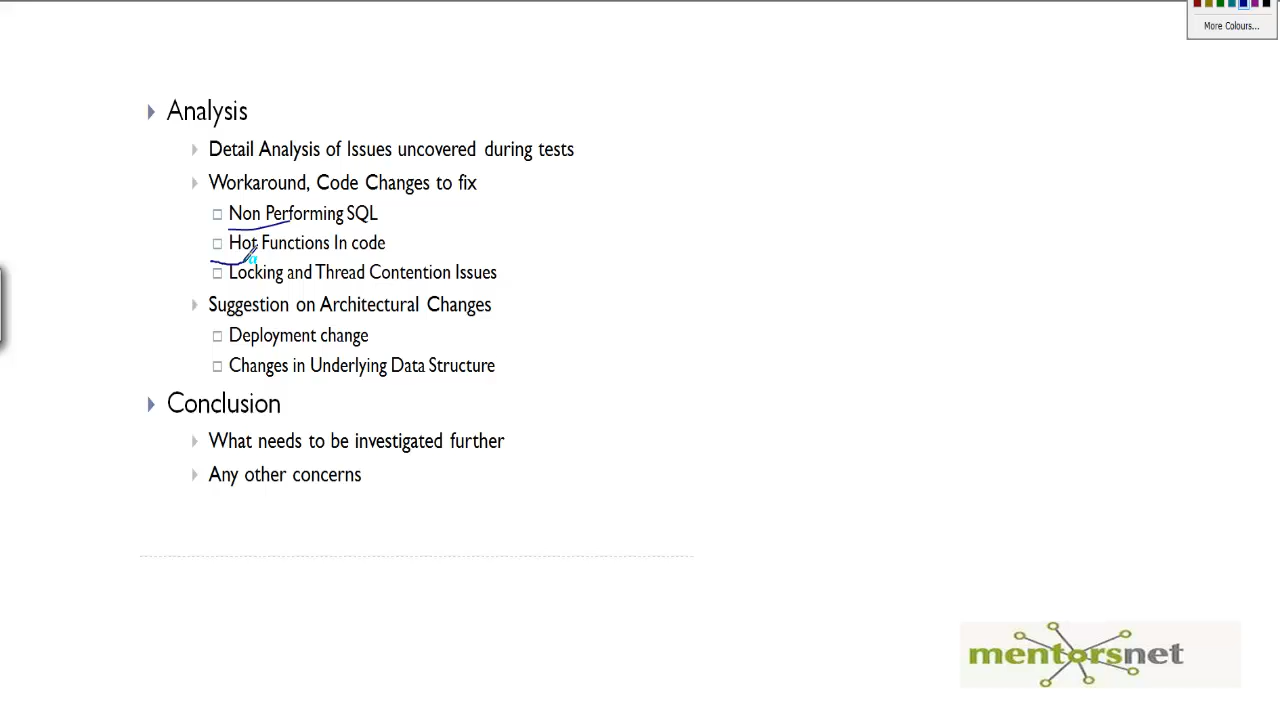 More Colours...
Analysis
Detail Analysis of Issues uncovered during tests
Workaround, Code Changes to fix
Non Performing SQL
Hot Functions In code
Locking and Thread Contention Issues
Suggestion on Architectural Changes
Deployment change
Changes in Underlying Data Structure
Conclusion
What needs to be investigated further
Any other concerns
mentorsnet